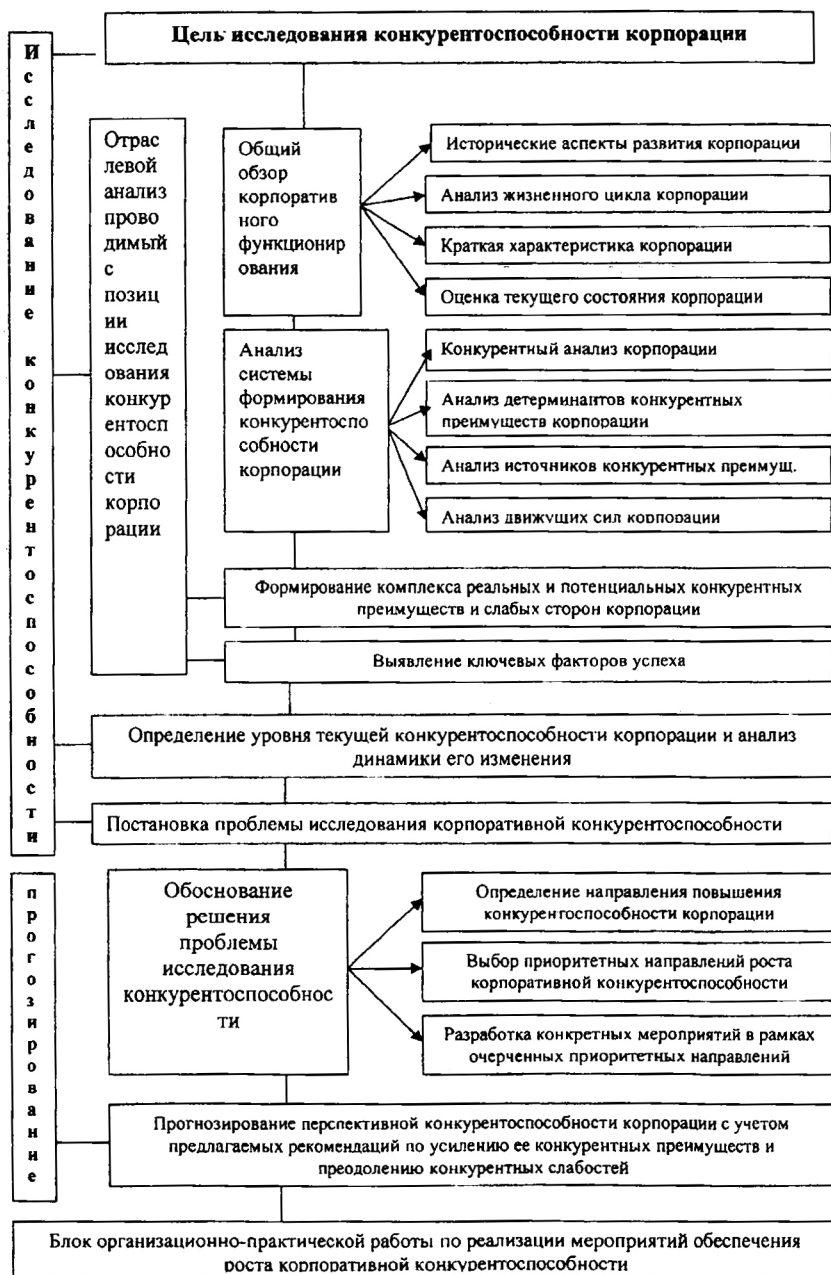 Цель исследования конкурентоспособности корпорации
Исследование конкурентоспособности
Отрас
левой
анализ
прово
димый
с
позиц
ии
исслед
ования
конкур
ентосп
особно
сти
корпо
рации
Общий
обзор
корпоратив
ного
функционир
ования
Исторические аспекты развития корпорации
Анализ жизненного цикла корпорации
Краткая характеристика корпорации
Оценка текущего состояния корпорации
Анализ
системы
формирования
конкурентоспо
собности
корпорации
Конкурентный анализ корпорации
Анализ детерминантов конкурентных
преимуществ корпорации
Анализ источников конкурентных преимущ.
Анализ движущих сил корпорации
Формирование комплекса реальных и потенциальных конкурентных
преимуществ и слабых сторон корпорации
Выявление ключевых факторов успеха
Определение уровня текущей конкурентоспособности корпорации и анализ
динамики его изменения
Постановка проблемы исследования корпоративной конкурентоспособности
прогозирование
Обоснование
решения
проблемы
исследования
конкурентоспособнос
ти
Определение направления повышения
конкурентоспособности корпорации
Выбор приоритетных направлений роста
корпоративной конкурентоспособности
Разработка конкретных мероприятий в рамках
очерченных приоритетных направлений
Прогнозирование перспективной конкурентоспособности корпорации с учетом
предлагаемых рекомендаций по усилению ее конкурентных преимуществ и
преодолению конкурентных слабостей
Блок организационно-практической работы по реализации мероприятий обеспечения
роста корпоративной конкурентоспособности